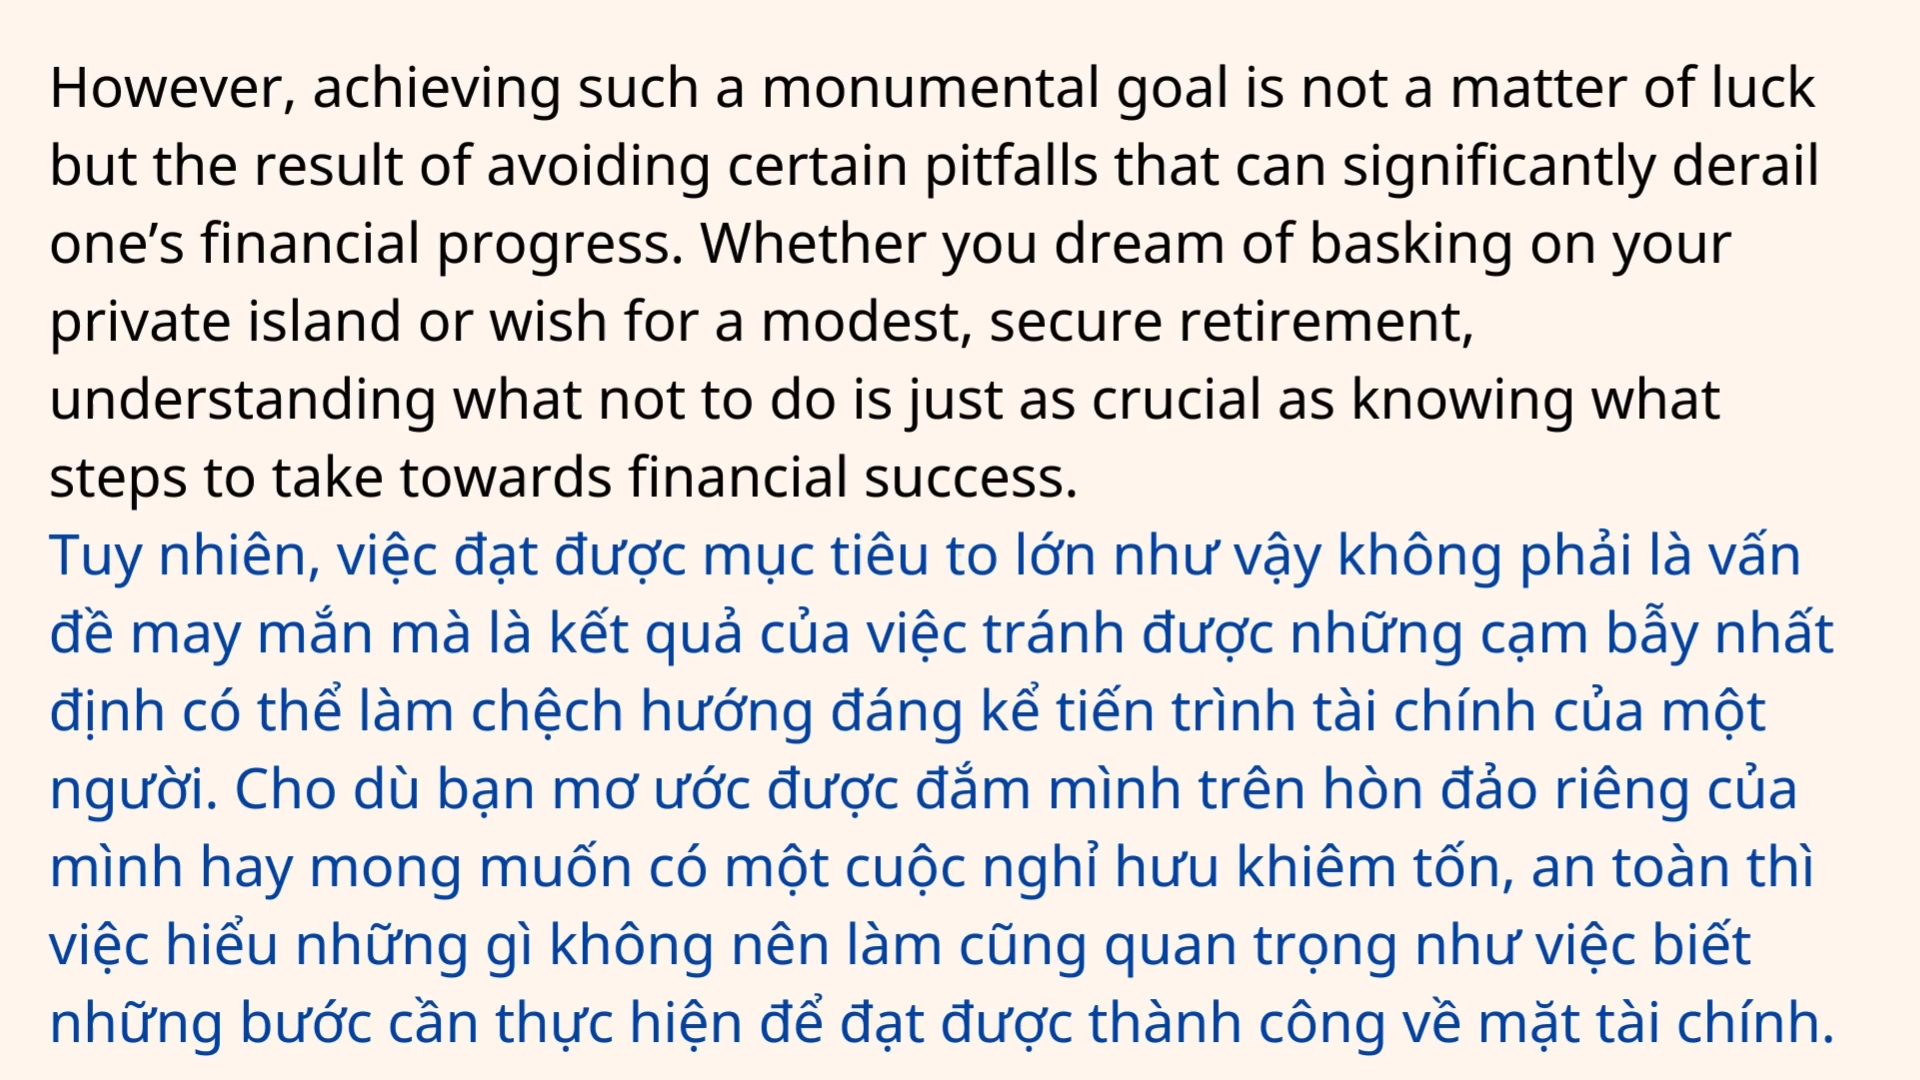 However, achieving such a monumental goal is not a matter of luck
but the result of avoiding certain pitfalls that can significantly derail
one’s financial progress. Whether you dream of basking on your
private island or wish for a modest, secure retirement,
understanding what not to do is just as crucial as knowing what
steps to take towards financial success.
Tuy nhiên, việc đạt được mục tiêu to lớn như vậy không phải là vấn
đề may mắn mà là kết quả của việc tránh được những cạm bẫy nhất
định có thể làm chệch hướng đáng kể tiến trình tài chính của một
người. Cho dù bạn mơ ước được đắm mình trên hòn đảo riêng của
mình hay mong muốn có một cuộc nghỉ hưu khiêm tốn, an toàn thì
việc hiểu những gì không nên làm cũng quan trọng như việc biết
những bước cần thực hiện để đạt được thành công về mặt tài chính.